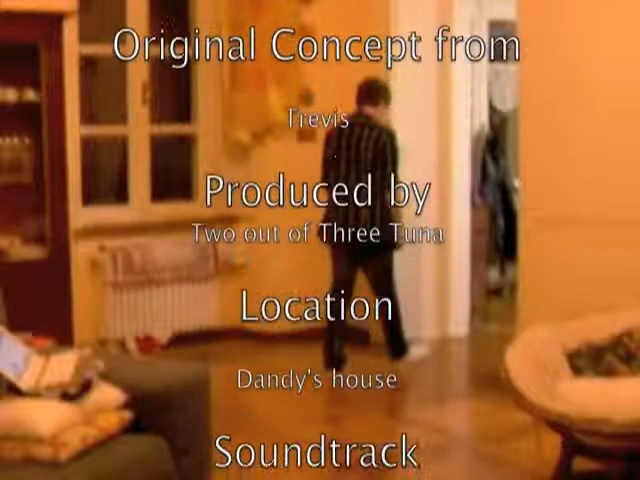 Original Concept from
Trevis
Produced by
Two out of Three Tuna
Location
Dandy's house
Soundtrack